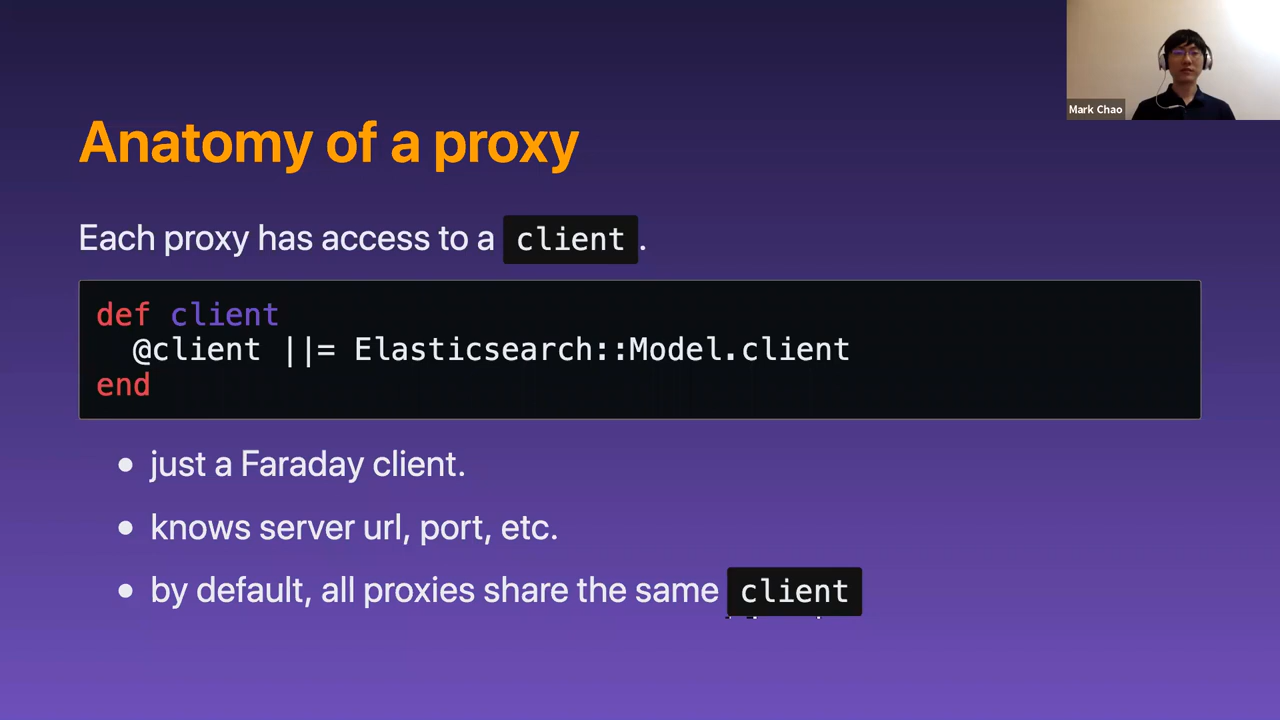 Mark Chao
Anatomy of a proxy
Each proxy has access to a client.
def client
  @client ||= Elasticsearch::Model.client
end
• just a Faraday client.
• knows server url, port, etc.
• by default, all proxies share the same client